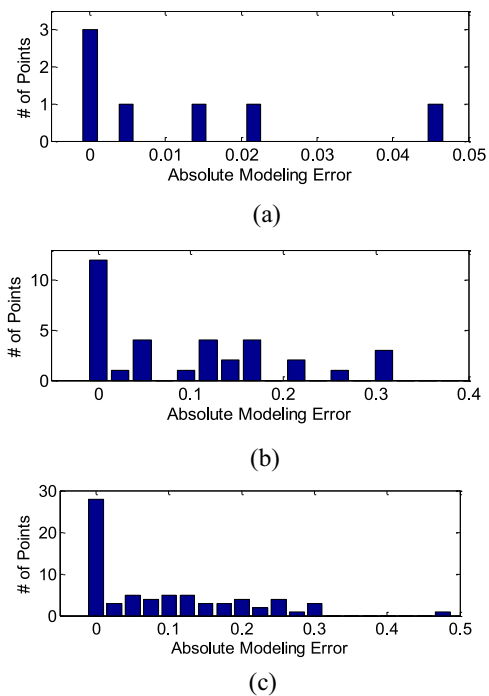 3
2
1
0
# of Points
0 0.01 0.02 0.03 0.04 0.05
Absolute Modeling Error
(a)
10
5
0
# of Points
0 0.1 0.2 0.3 0.4
Absolute Modeling Error
(b)
30
20
10
0
# of Points
0 0.1 0.2 0.3 0.4 0.5
Absolute Modeling Error
(c)